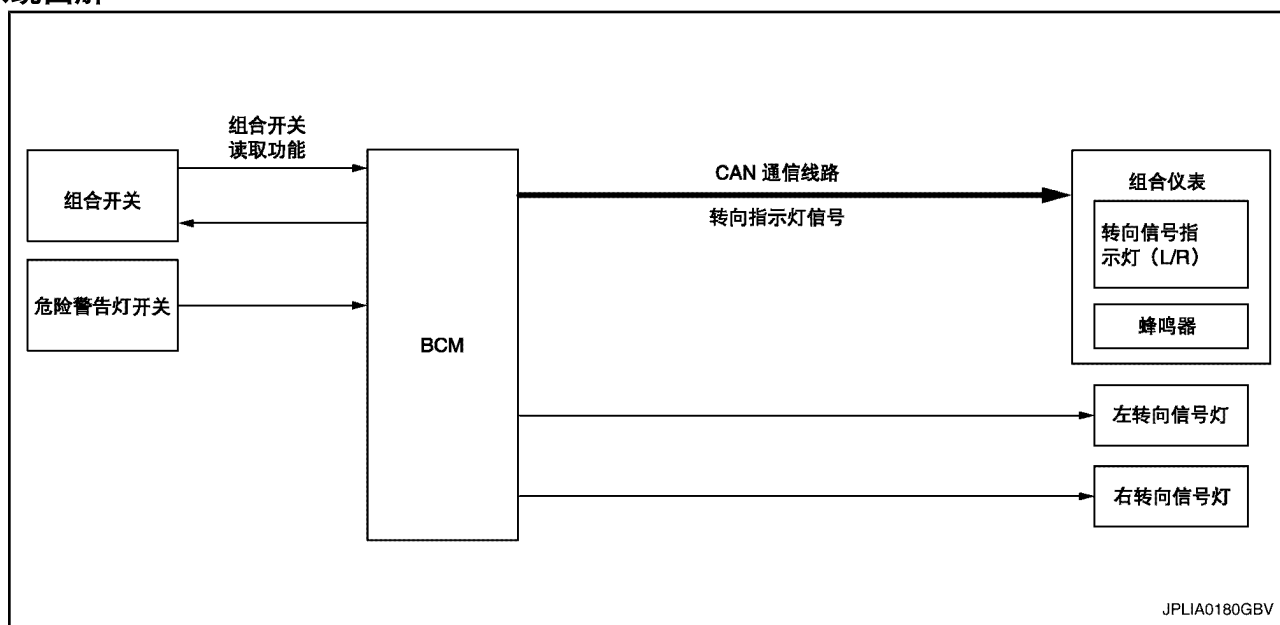 组合开关
读取功能
组合开关
危险警告灯开关
BCM
CAN 通信线路
转向指示灯信号
组合仪表
转向信号指
示灯（L/R）
蜂鸣器
左转向信号灯
右转向信号灯
JPLIA0180GBV